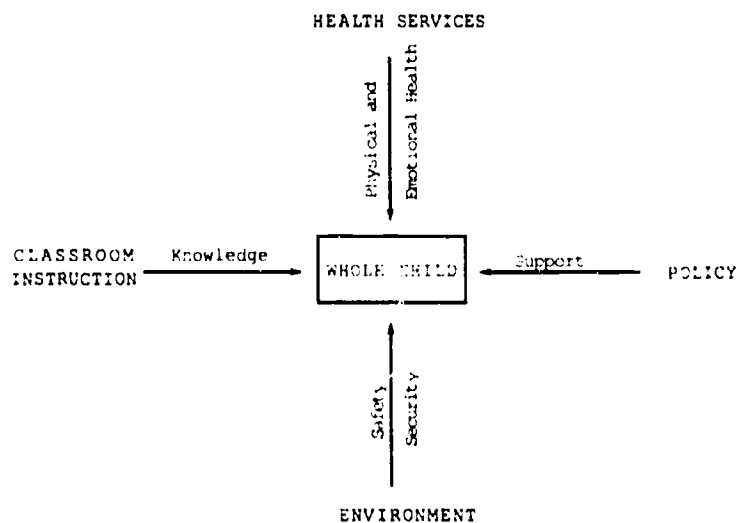 HEALTH SERVICES
Physical and
Emotional Health
CLASSROOM
INSTRUCTION
Knowledge
WHOLE CHILD
Support
POLICY
Safety
Security
ENVIRONMENT